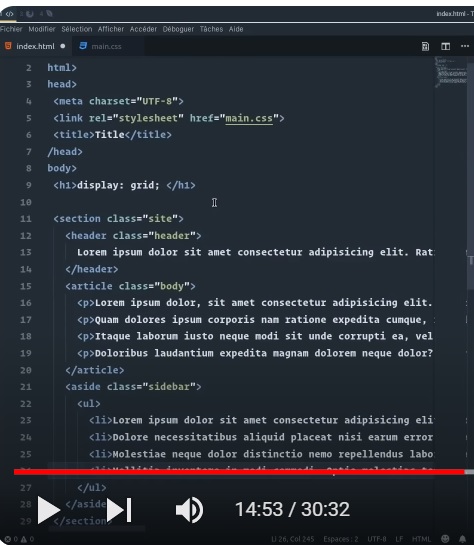 index.html - T
Fichier Modifier Sélection Afficher Accéder Déboguer Tâches Aide
index.html main.css
2 html>
3 head>
4 <meta charset="UTF-8">
5 <link rel="stylesheet" href="main.css">
6 <title>Title</title>
7 /head>
8 body>
9 <h1>display: grid; </h1>
10
11 <section class="site">
12 <header class="header">
13 Lorem ipsum dolor sit amet consectetur adipisicing elit. Rat
14 </header>
15 <article class="body">
16 <p>Lorem ipsum dolor, sit amet consectetur adipisicing elit.
17 <p>Quam dolores ipsum corporis nam ratione expedita cumque,
18 <p>Itaque laborum iusto neque modi sit unde corrupti ea, vel
19 <p>Doloribus laudantium expedita magnam dolorem neque dolor?
20 </article>
21 <aside class="sidebar">
22 <ul>
23 <li>Lorem ipsum dolor sit amet consectetur adipisicing eli
24 <li>Dolore necessitatibus aliquid placeat nisi earum error
25 <li>Molestiae neque dolor distinctio nemo repellendus labo
27 </ul>
28 </aside
29 </section
14:53 / 30:32
0 0 Li 26, Col 245 Espaces : 2 UTF-8 LF HTML